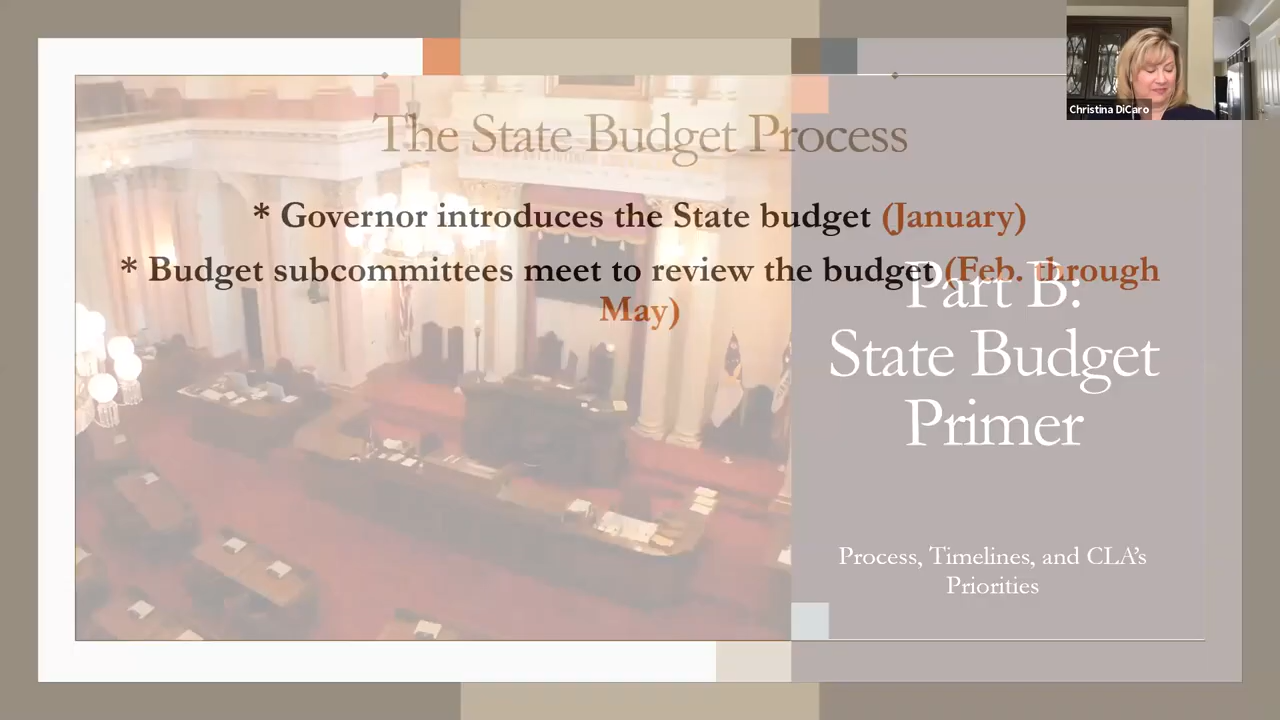 Christina DiCaro
The State Budget Process
* Governor introduces the State budget (January)
* Budget subcommittees meet to review the budget (Feb. through
May)
Part B:
State Budget
Primer
Process, Timelines, and CLA's
Priorities